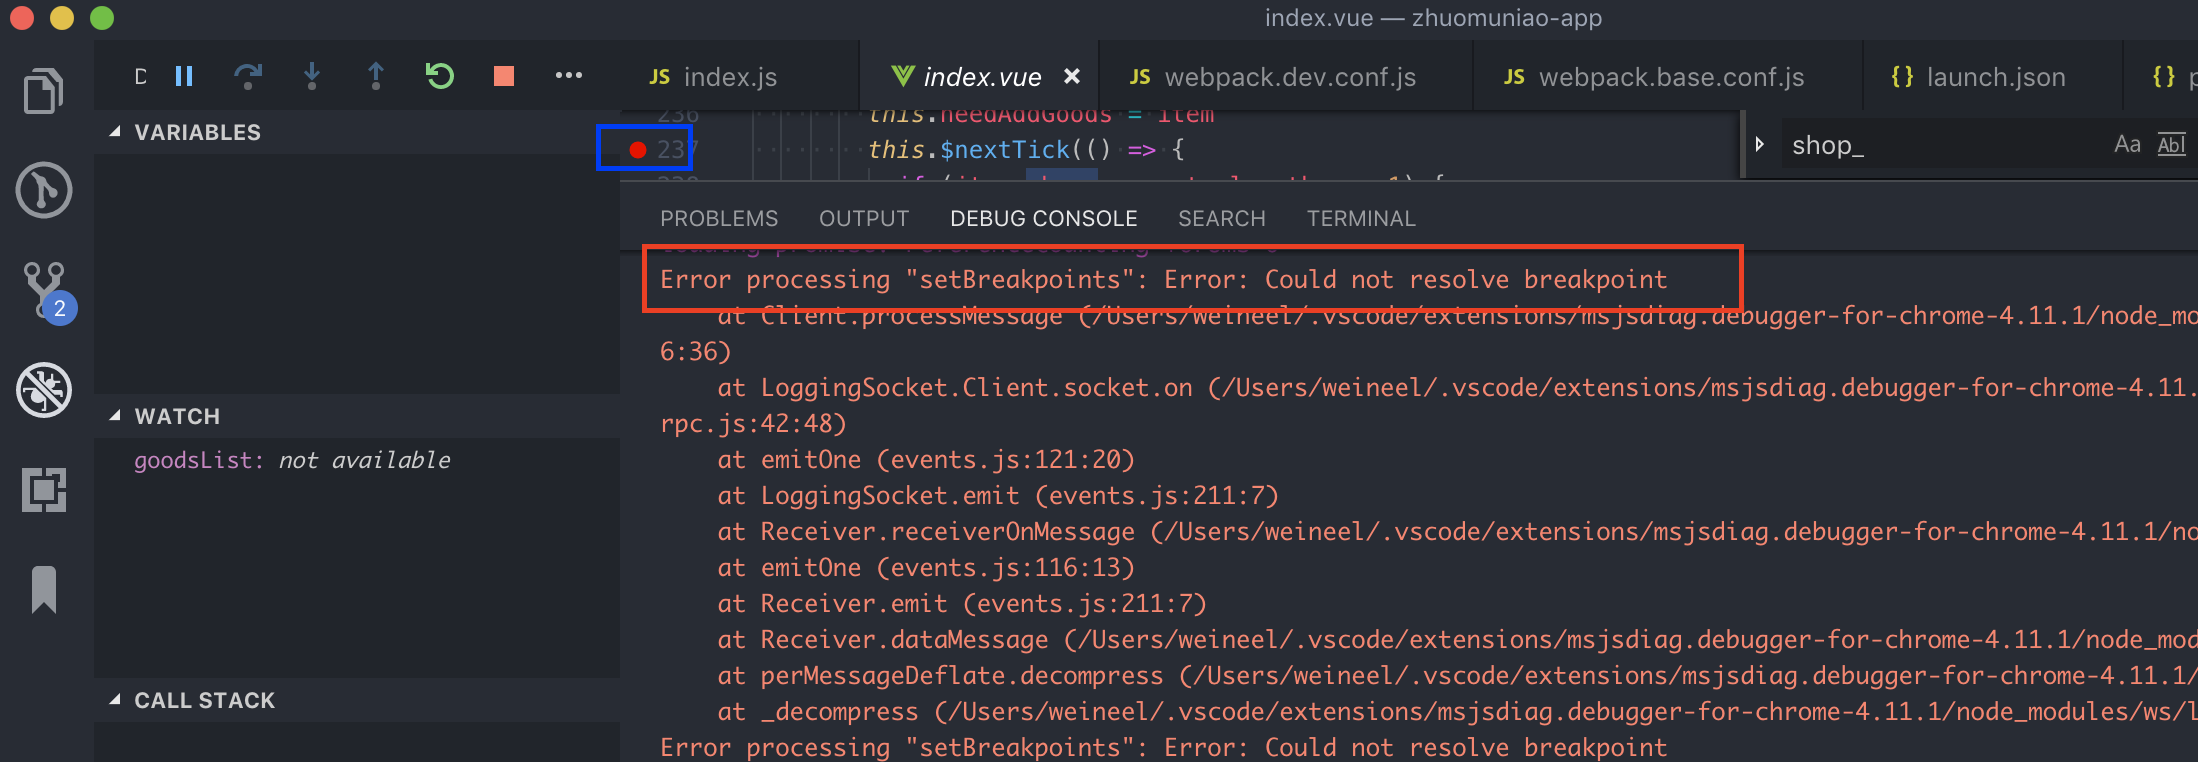 index.vue — zhuomuniao-app
D
JS index.js
index.vue ×
JS webpack.dev.conf.js
JS webpack.base.conf.js
{} launch.json
{} p
VARIABLES
236 this.needAddGoods = item
237 this.$nextTick(() => {
shop_
Aa Abl
PROBLEMS OUTPUT DEBUG CONSOLE SEARCH TERMINAL
Error processing "setBreakpoints": Error: Could not resolve breakpoint
at Client.processMessage (/Users/weineel/.vscode/extensions/msjsdiag.debugger-for-chrome-4.11.1/node_mo
6:36)
2
at LoggingSocket.Client.socket.on (/Users/weineel/.vscode/extensions/msjsdiag.debugger-for-chrome-4.11.
WATCH
rpc.js:42:48)
goodsList: not available
at emitOne (events.js:121:20)
at LoggingSocket.emit (events.js:211:7)
at Receiver.receiverOnMessage (/Users/weineel/.vscode/extensions/msjsdiag.debugger-for-chrome-4.11.1/no
at emitOne (events.js:116:13)
at Receiver.emit (events.js:211:7)
at Receiver.dataMessage (/Users/weineel/.vscode/extensions/msjsdiag.debugger-for-chrome-4.11.1/node_mod
at perMessageDeflate.decompress (/Users/weineel/.vscode/extensions/msjsdiag.debugger-for-chrome-4.11.1/
CALL STACK
at _decompress (/Users/weineel/.vscode/extensions/msjsdiag.debugger-for-chrome-4.11.1/node_modules/ws/l
Error processing "setBreakpoints": Error: Could not resolve breakpoint